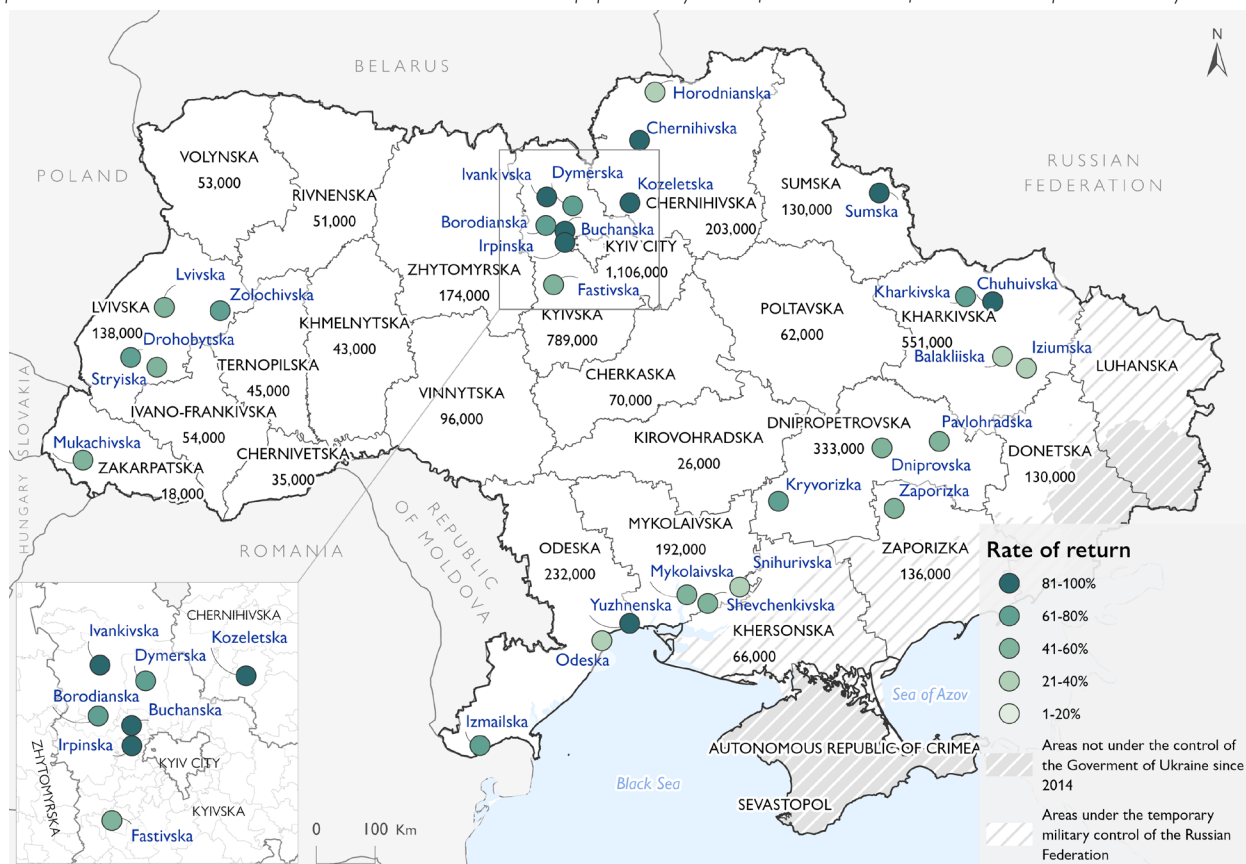 N
BELARUS
POLAND
RUSSIAN
FEDERATION
HUNGARY
SLOVAKIA
ROMANIA
REPUBLIC
OF MOLDOVA
Horodnianska
Chernihivska
VOLYNSKA
53,000
RIVNENSKA
51,000
Ivankivska
Dymerska
Kozeletska
CHERNIHIVSKA
203,000
SUMSKA
130,000
Sumska
Borodianska
Buchanska
Irpinska
KYIV CITY
1,106,000
Fastivska
ZHYTOMYRSKA
174,000
Lvivska
Zolochivska
LVIVSKA
138,000
Drohobytska
Stryiska
KHMELNYTSKA
43,000
TERNOPILSKA
45,000
KYIVSKA
789,000
POLTAVSKA
62,000
Kharkivska
Chuhuivska
KHARKIVSKA
551,000
Balakliiska
Iziumska
LUHANSKA
VINNYTSKA
96,000
CHERKASKA
70,000
IVANO-FRANKIVSKA
54,000
CHERNIVETSKA
35,000
Mukachivska
ZAKARPATSKA
18,000
KIROVOHRADSKA
26,000
DNIPROPETROVSKA
333,000
Pavlohradska
Dniprovska
DONETSKA
130,000
Kryvorizka
Zaporizka
MYKOLAIVSKA
192,000
ODESKA
232,000
ZAPORIZKA
136,000
Mykolaivska
Snihurivska
Yuzhnenska
Shevchenkivska
KHERSONSKA
66,000
Odeska
Izmailska
Sea of Azov
Black Sea
AUTONOMOUS REPUBLIC OF CRIMEA
SEVASTOPOL
CHERNIHIVSKA
Ivankivska
Kozeletska
Dymerska
Borodianska
Buchanska
Irpinska
KYIV CITY
ZHYTOMYRSKA
KYIVSKA
Fastivska
0 100 Km
Rate of return
81-100%
61-80%
41-60%
21-40%
1-20%
Areas not under the control of
the Goverment of Ukraine since
2014
Areas under the temporary
military control of the Russian
Federation